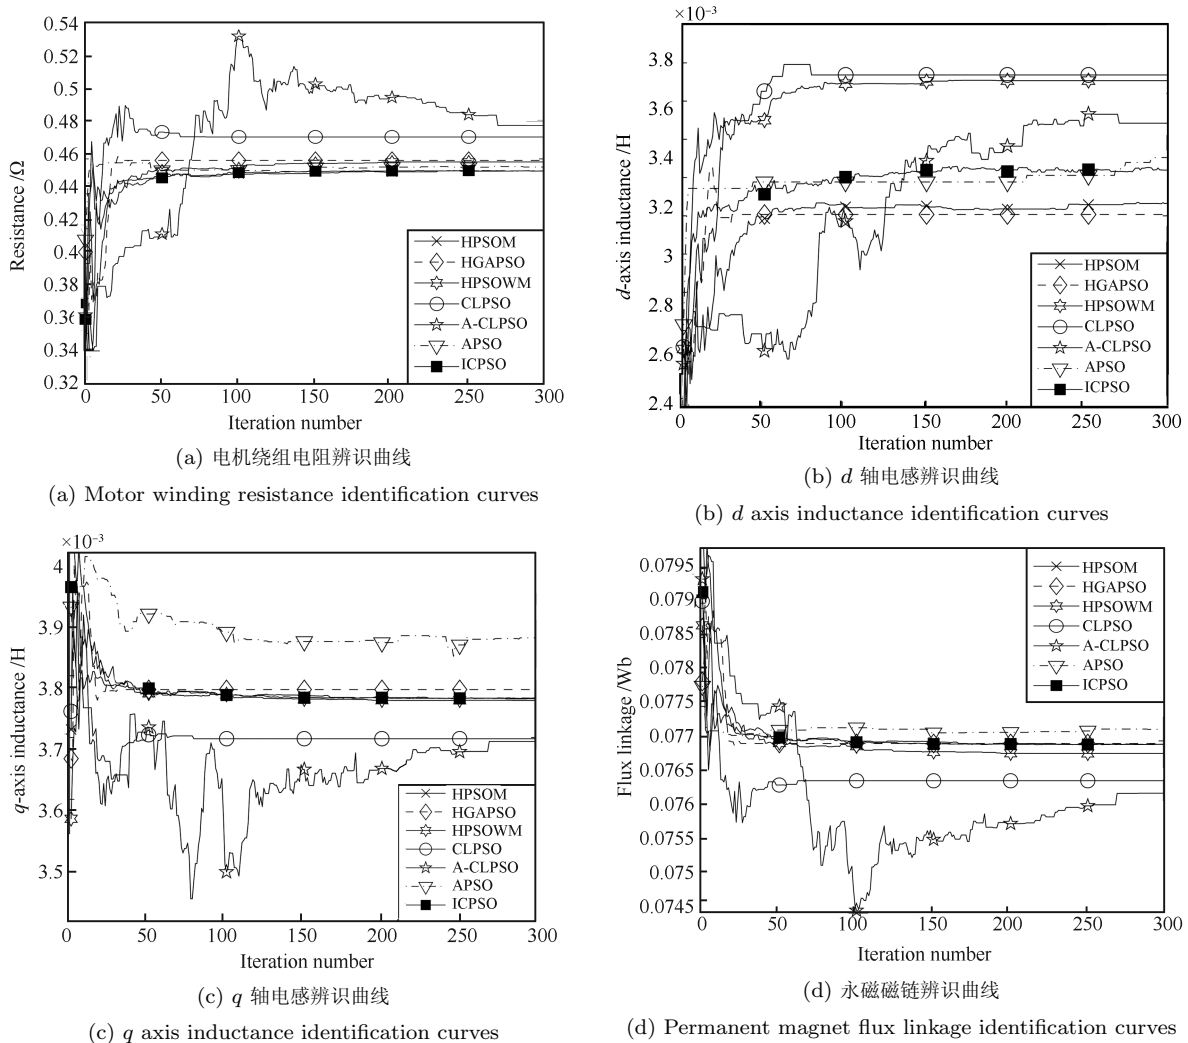 0.54
0.52
0.5
0.48
0.46
0.44
0.42
0.4
0.38
0.36
0.34
0.32
Resistance /Ω
HPSOM
HGAPSO
HPSOWM
CLPSO
A-CLPSO
APSO
ICPSO
0 50 100 150 200 250 300
Iteration number
(a) 电机绕组电阻辨识曲线
(a) Motor winding resistance identification curves
×10⁻³
3.8
3.6
3.4
3.2
3
2.8
2.6
2.4
d-axis inductance /H
HPSOM
HGAPSO
HPSOWM
CLPSO
A-CLPSO
APSO
ICPSO
0 50 100 150 200 250 300
Iteration number
(b) d 轴电感辨识曲线
(b) d axis inductance identification curves
×10⁻³
4
3.9
3.8
3.7
3.6
3.5
q-axis inductance /H
HPSOM
HGAPSO
HPSOWM
CLPSO
A-CLPSO
APSO
ICPSO
0 50 100 150 200 250 300
Iteration number
(c) q 轴电感辨识曲线
(c) q axis inductance identification curves
0.0795
0.079
0.0785
0.078
0.0775
0.077
0.0765
0.076
0.0755
0.075
0.0745
Flux linkage /Wb
HPSOM
HGAPSO
HPSOWM
CLPSO
A-CLPSO
APSO
ICPSO
0 50 100 150 200 250 300
Iteration number
(d) 永磁磁链辨识曲线
(d) Permanent magnet flux linkage identification curves